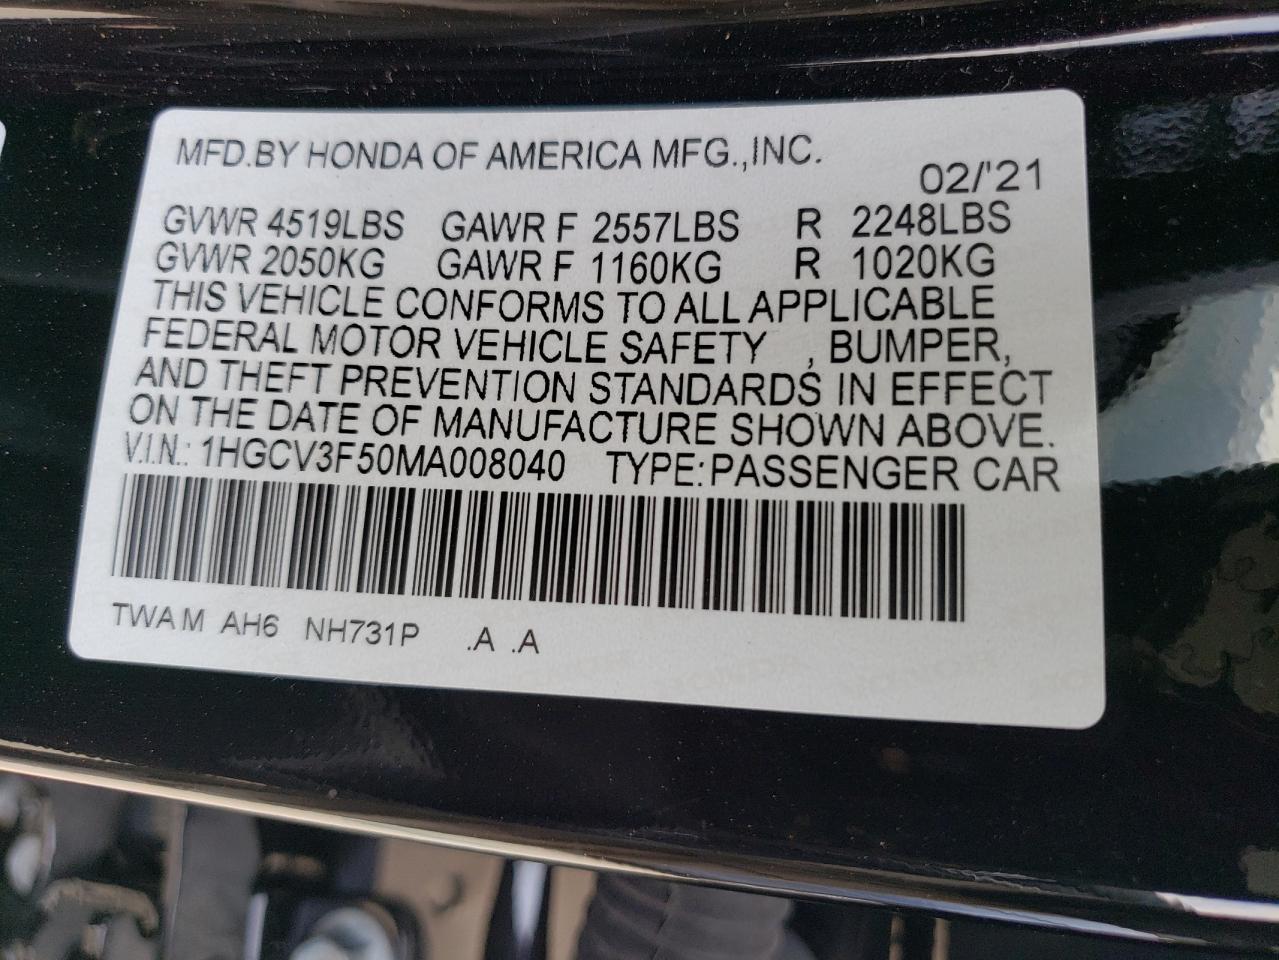 MFD.BY HONDA OF AMERICA MFG.,INC.
02/'21
GVWR 4519LBS GAWR F 2557LBS R 2248LBS
GVWR 2050KG GAWR F 1160KG R 1020KG
THIS VEHICLE CONFORMS TO ALL APPLICABLE
FEDERAL MOTOR VEHICLE SAFETY , BUMPER,
AND THEFT PREVENTION STANDARDS IN EFFECT
ON THE DATE OF MANUFACTURE SHOWN ABOVE.
V.I.N.: 1HGCV3F50MA008040 TYPE:PASSENGER CAR
TWAM AH6 NH731P .A .A